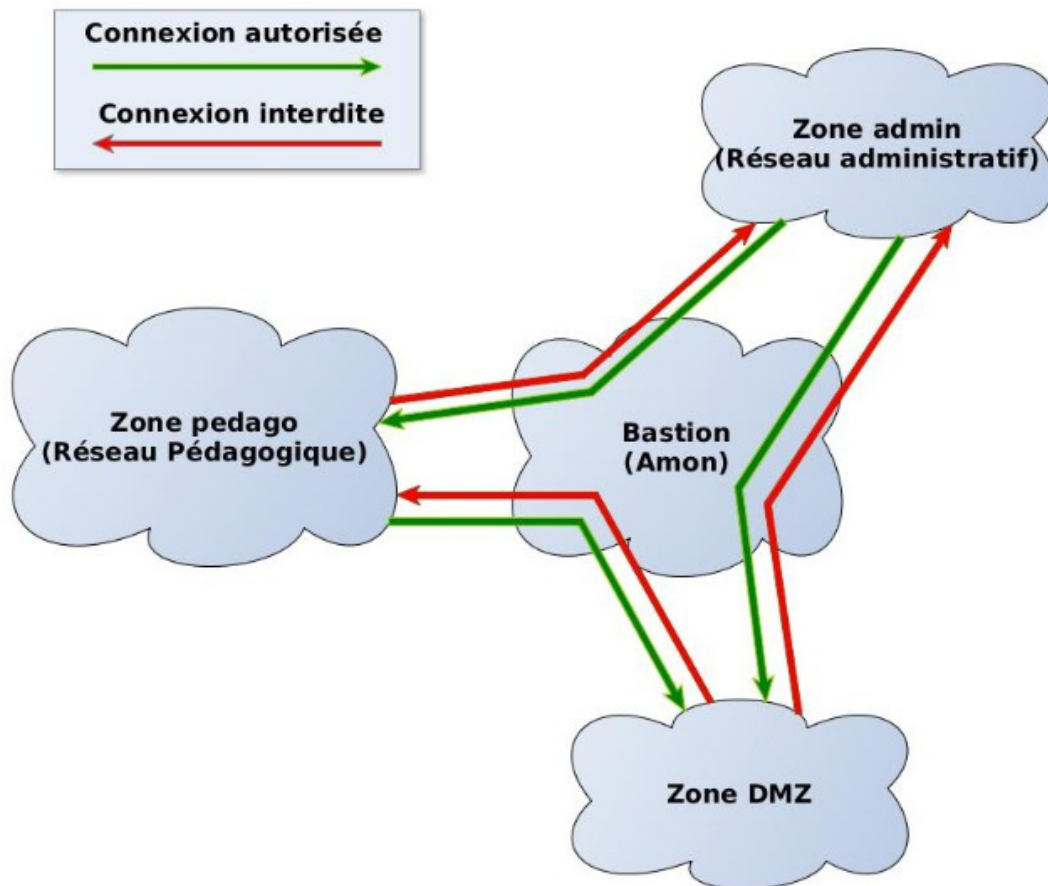 Connexion autorisée
Connexion interdite
Zone admin
(Réseau administratif)
Zone pedago
(Réseau Pédagogique)
Bastion
(Amon)
Zone DMZ